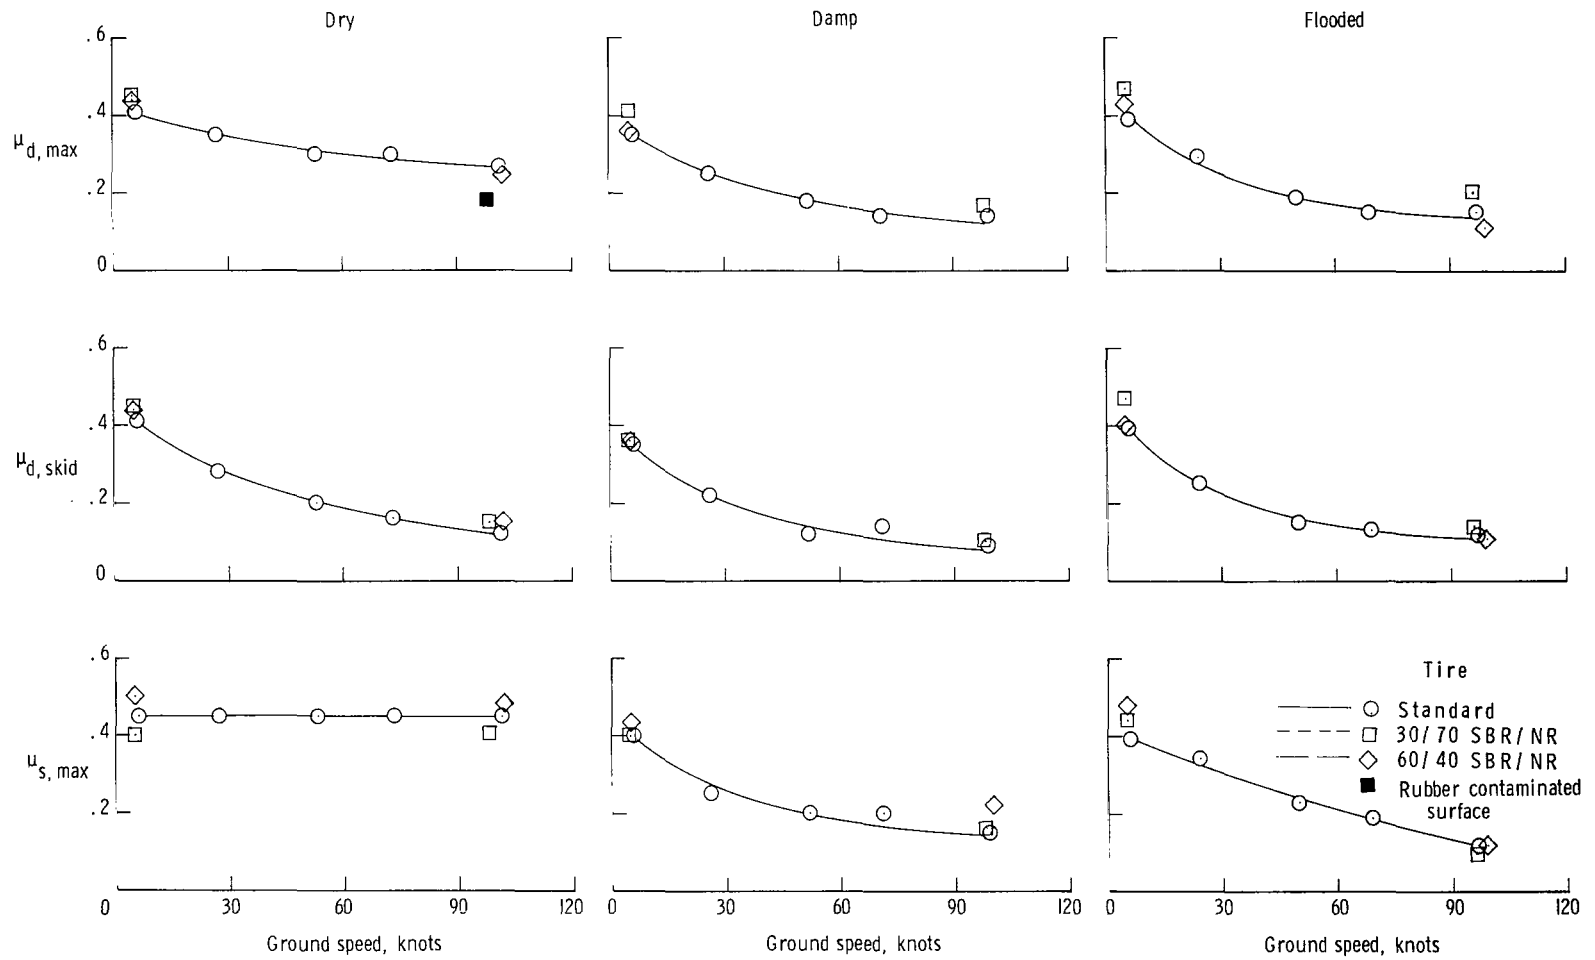 Dry
Damp
Flooded
.6
.4
.2
0
μd, max
.6
.4
.2
0
μd, skid
.6
.4
.2
0
μs, max
0 30 60 90 120
0 30 60 90 120
0 30 60 90 120
Ground speed, knots
Ground speed, knots
Ground speed, knots
Tire
Standard
30/70 SBR/NR
60/40 SBR/NR
Rubber contaminated
surface